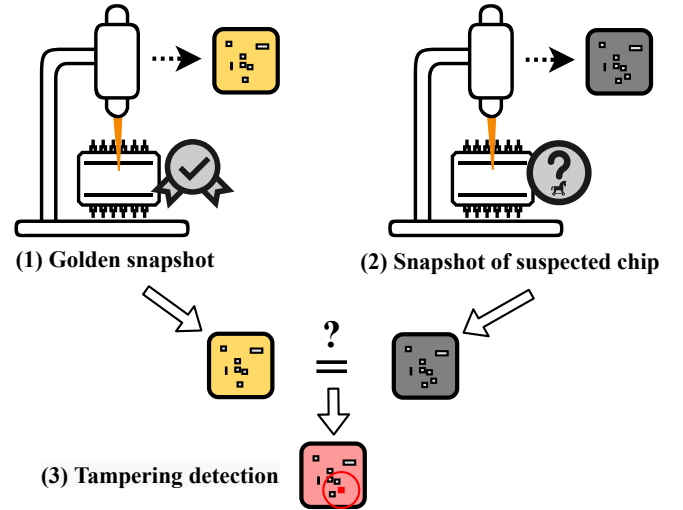 ?
(1) Golden snapshot
(2) Snapshot of suspected chip
?
=
(3) Tampering detection